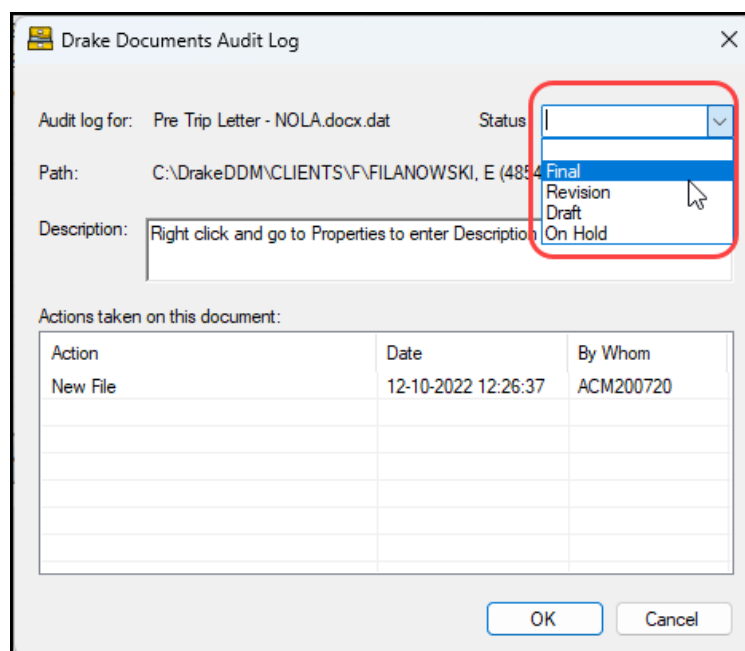 Drake Documents Audit Log
Audit log for: Pre Trip Letter - NOLA.docx.dat Status
Path: C:\DrakeDDM\CLIENTS\F\FILANOWSKI, E (4854
Final
Revision
Draft
On Hold
Description: Right click and go to Properties to enter Description
Actions taken on this document:
Action Date By Whom
New File 12-10-2022 12:26:37 ACM200720
OK Cancel